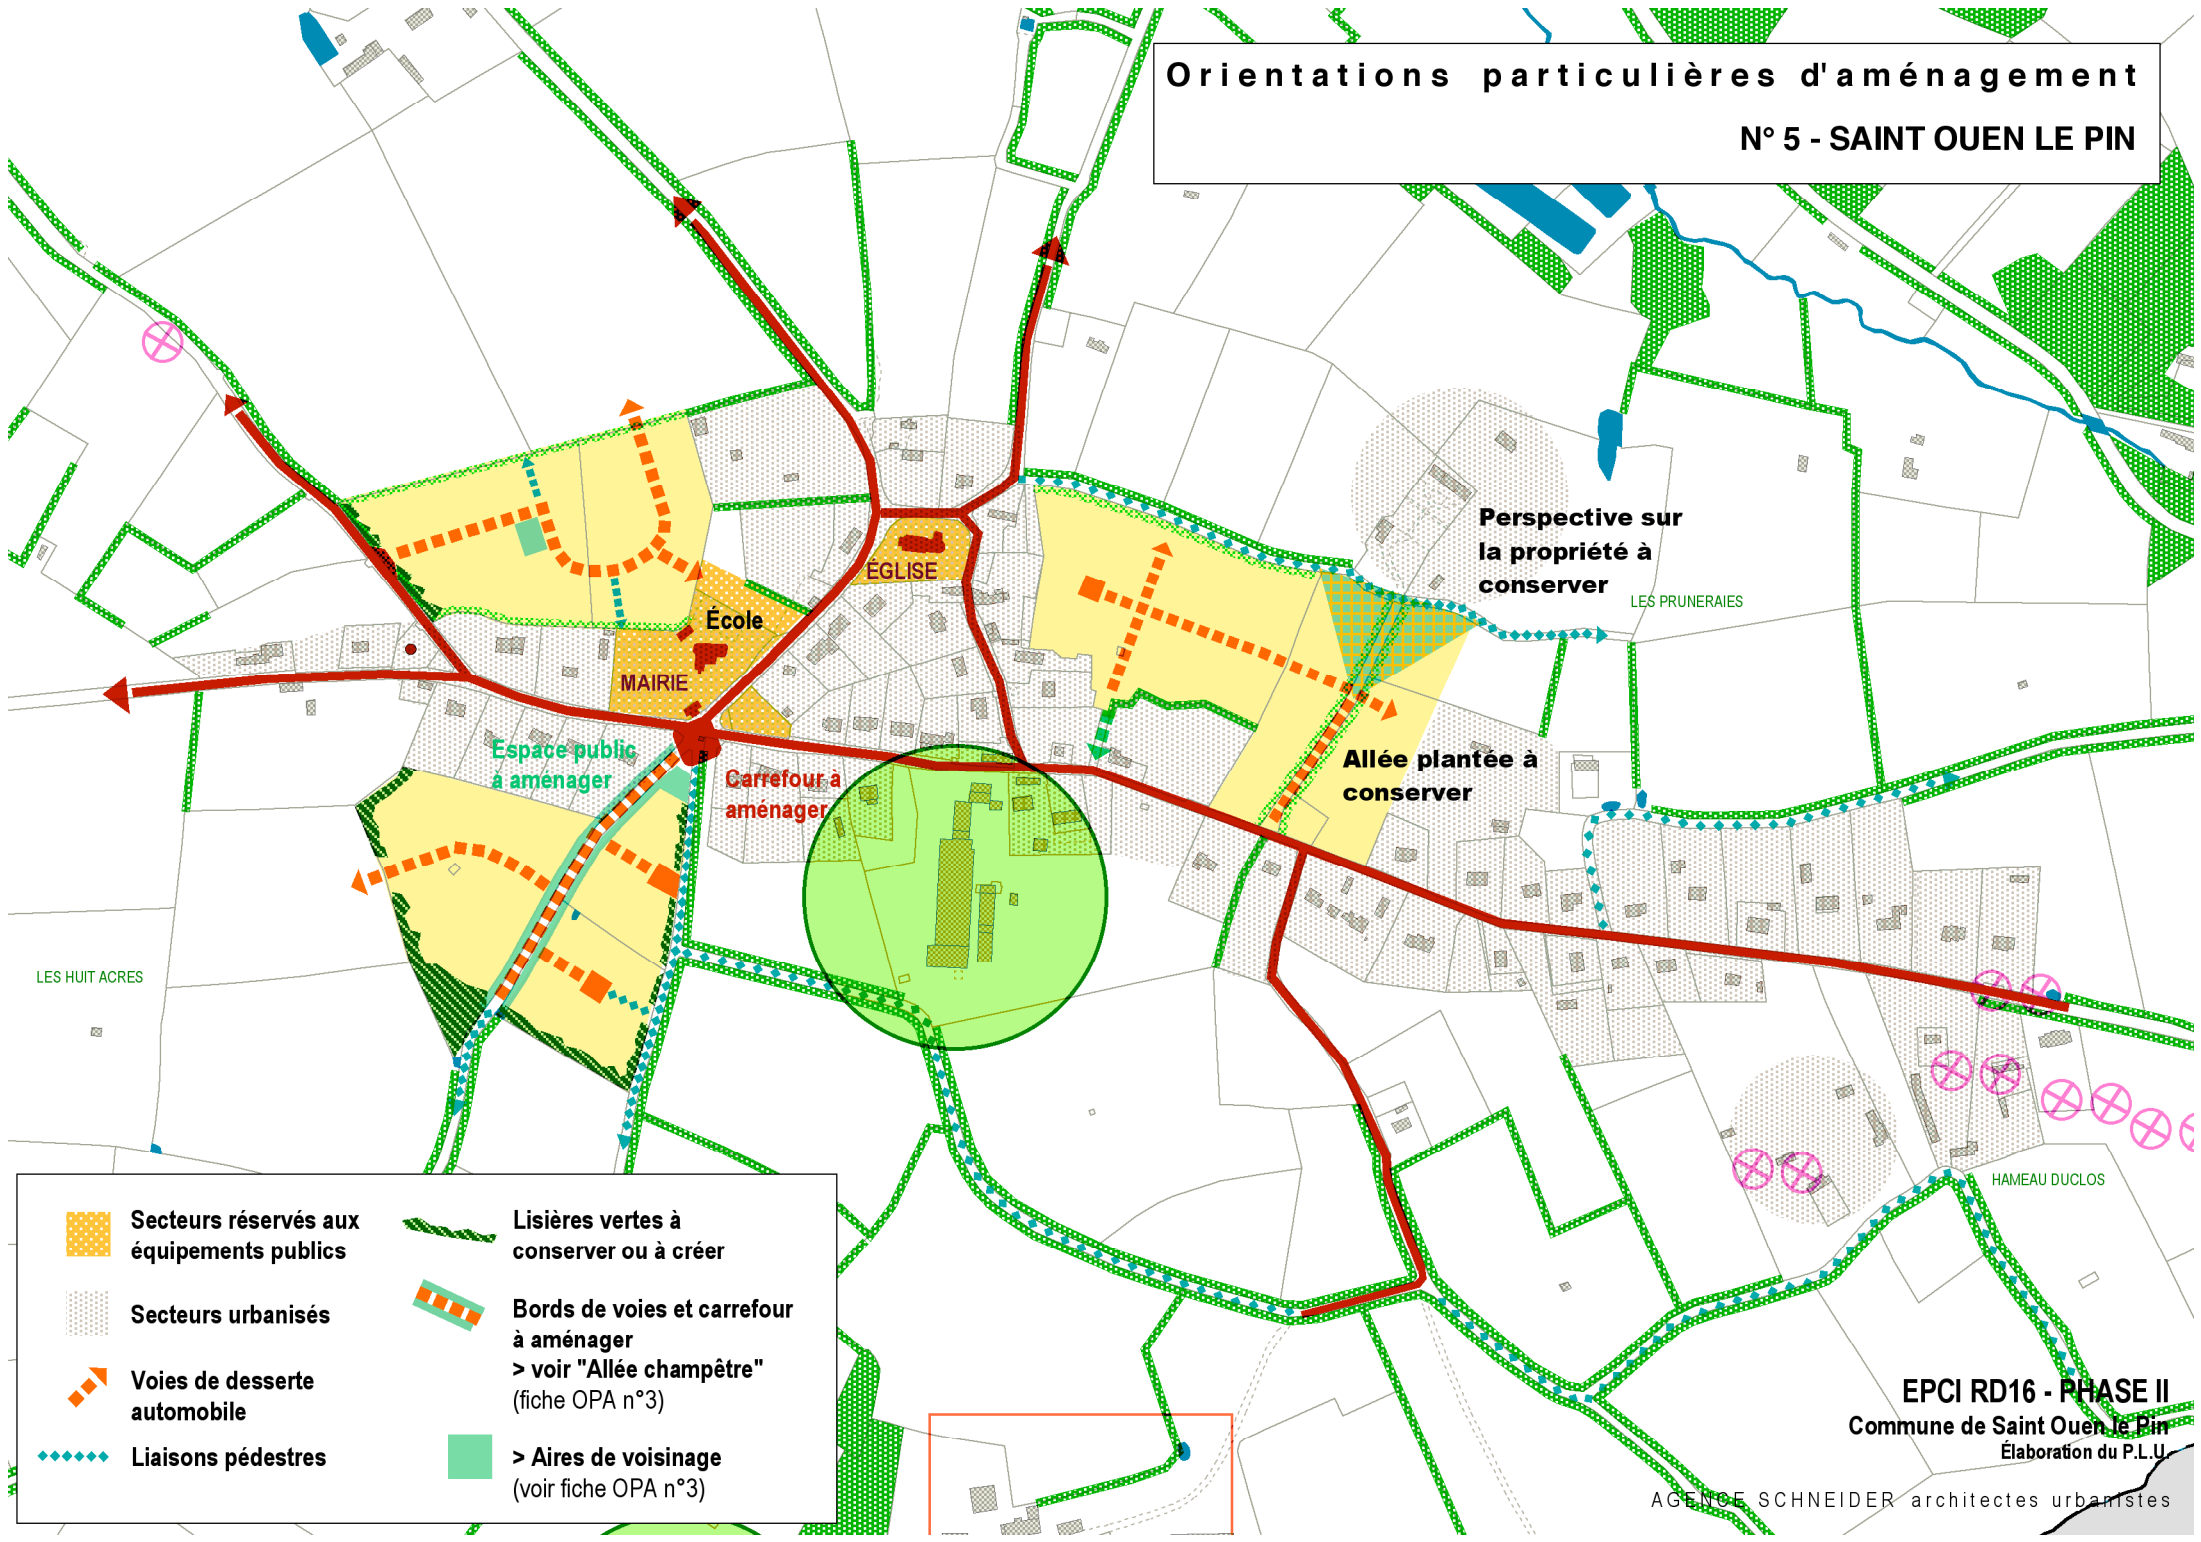 Orientations particulières d'aménagement
N° 5 - SAINT OUEN LE PIN
Perspective sur
la propriété à
conserver
LES PRUNERAIES
ÉGLISE
École
MAIRIE
Espace public
à aménager
Carrefour a
aménager
Allée plantée à
conserver
LES HUIT ACRES
HAMEAU DUCLOS
Secteurs réservés aux
équipements publics
Secteurs urbanisés
Voies de desserte
automobile
Liaisons pédestres
Lisières vertes à
conserver ou à créer
Bords de voies et carrefour
à aménager
> voir "Allée champêtre"
(fiche OPA n°3)
> Aires de voisinage
(voir fiche OPA n°3)
EPCI RD16 - PHASE II
Commune de Saint Ouen le Pin
Élaboration du P.L.U.
AGENCE SCHNEIDER architectes urbanistes